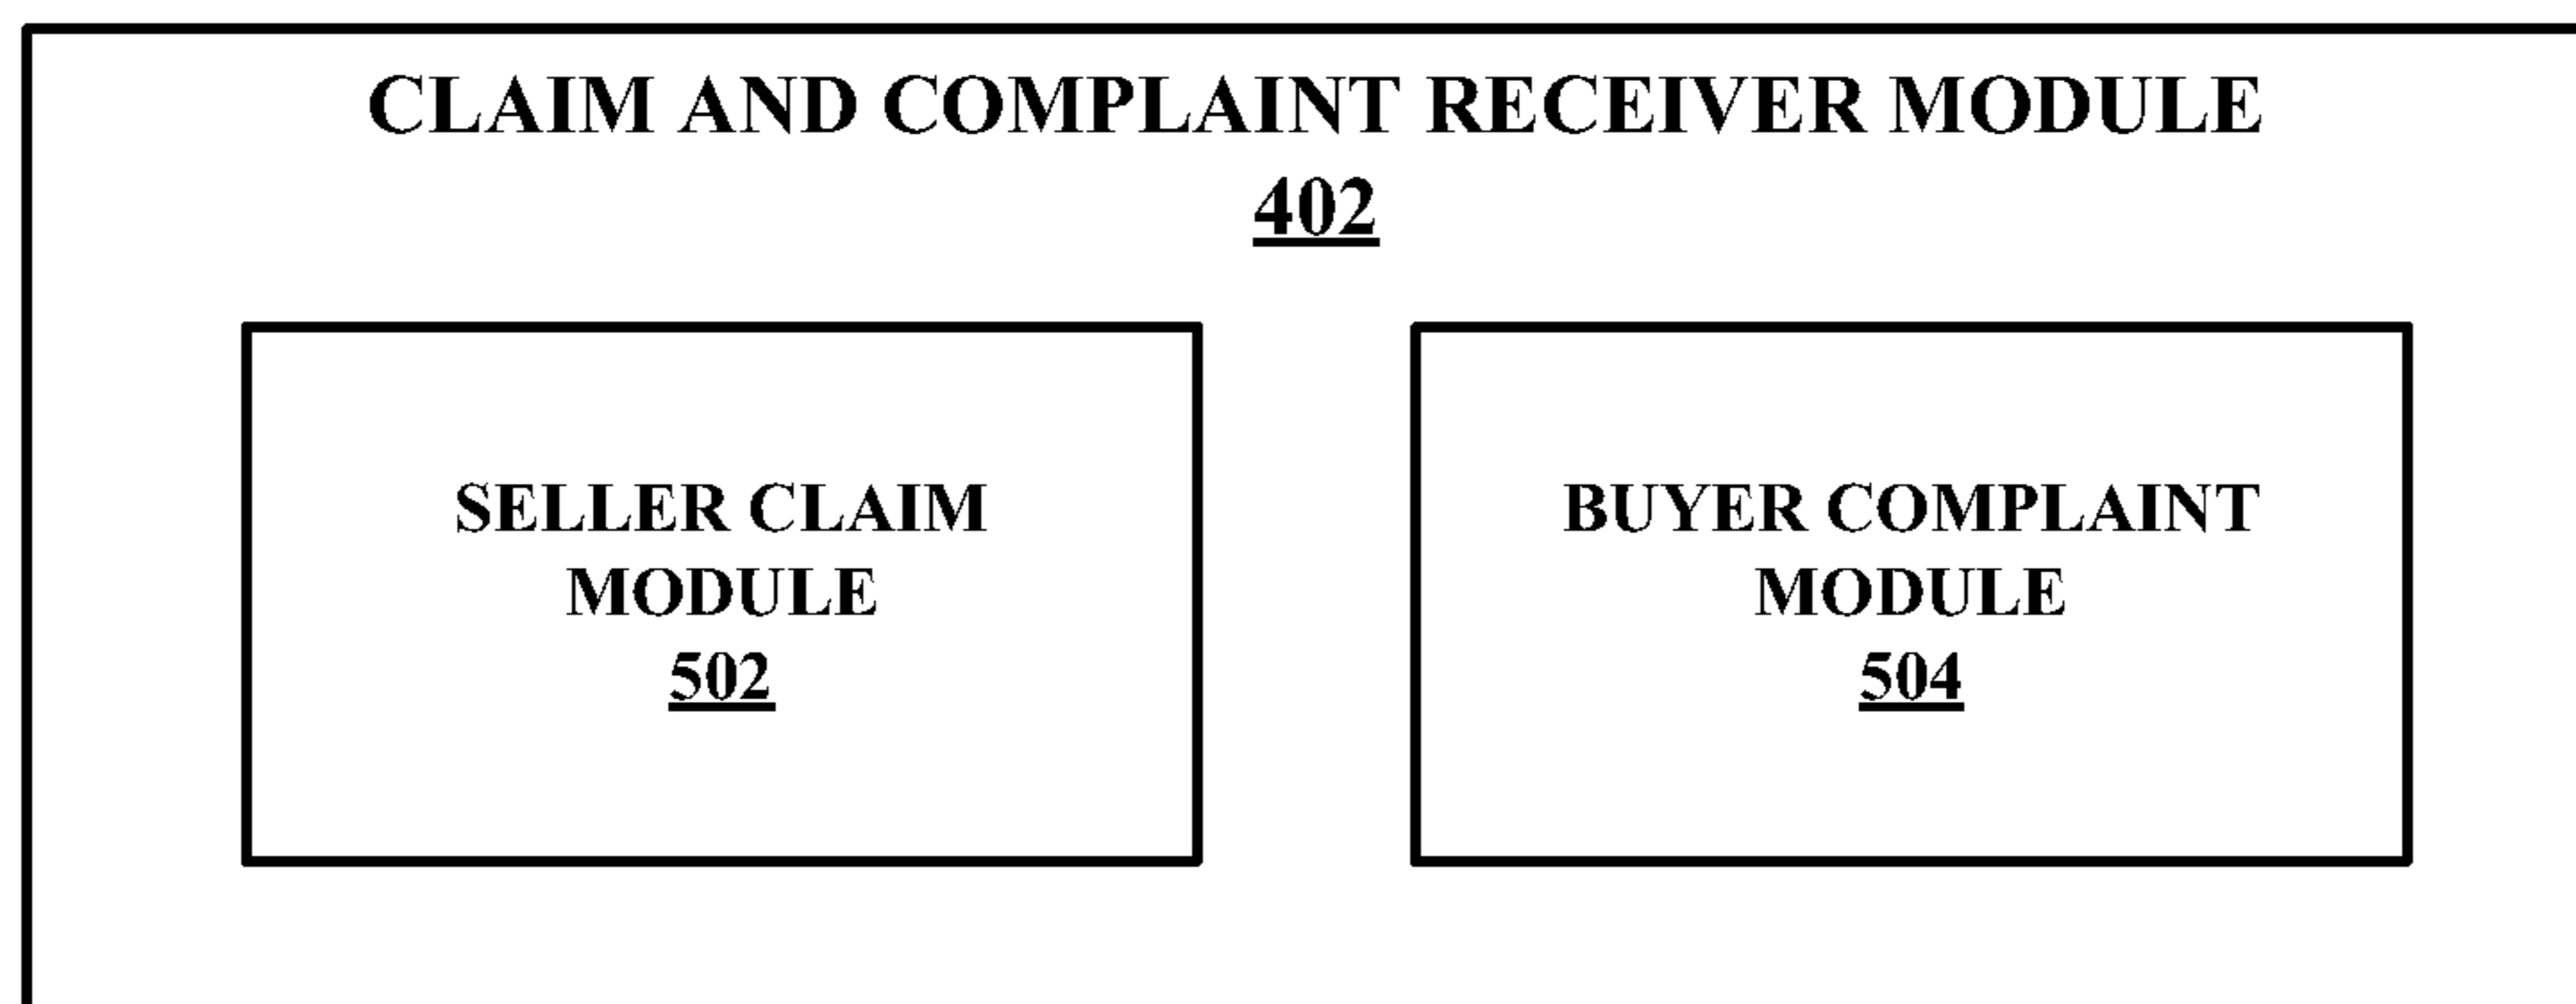 CLAIM AND COMPLAINT RECEIVER MODULE
402
SELLER CLAIM
MODULE
502
BUYER COMPLAINT
MODULE
504